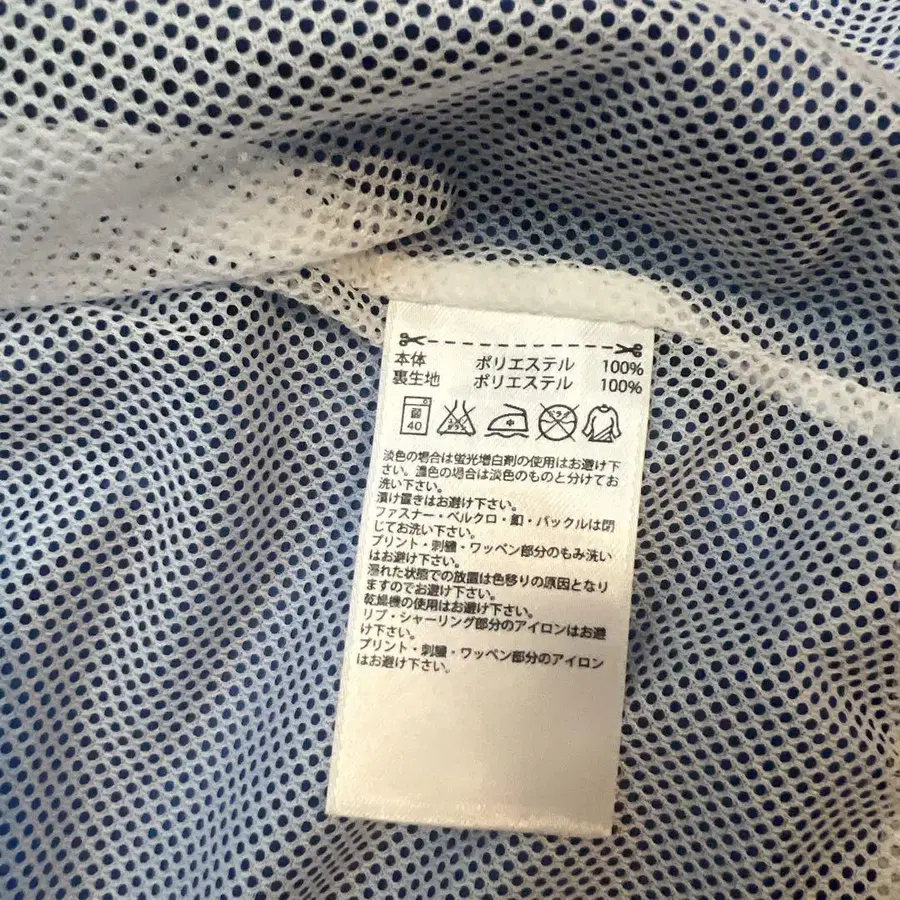 本体 ポリエステル 100%
裏生地 ポリエステル 100%
40 中
淡色の場合は蛍光増白剤の使用はお避け下
さい。濃色の場合は淡色のものと分けてお
洗い下さい。
漬け置きはお避け下さい。
ファスナー・ベルクロ・釦・バックルは閉
じてお洗い下さい。
プリント・刺繍・ワッペン部分のもみ洗い
はお避け下さい。
濡れた状態での放置は色移りの原因となり
ますのでお避け下さい。
乾燥機の使用はお避け下さい。
リブ・シャーリング部分のアイロンはお避
け下さい。
プリント・刺繍・ワッペン部分のアイロン
はお避け下さい。